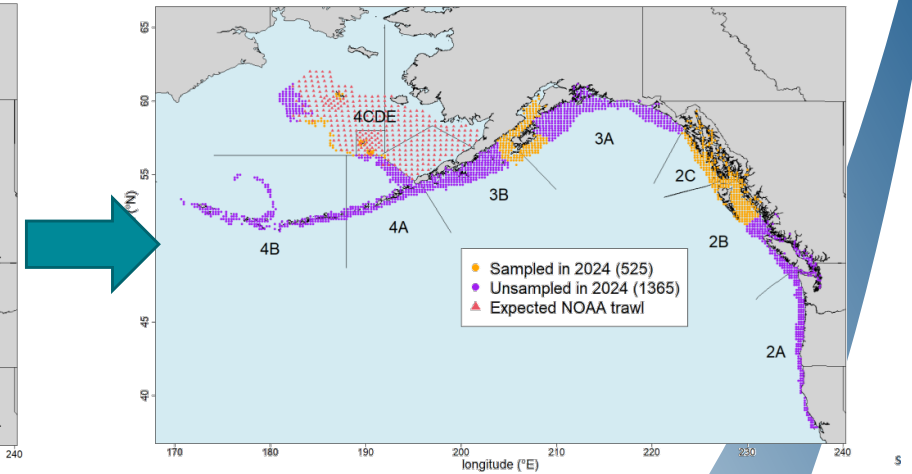 65
60
55
45
40
(°N)
4CDE
3A
2C
3B
4A
4B
2B
2A
Sampled in 2024 (525)
Unsampled in 2024 (1365)
Expected NOAA trawl
170
180
190
200
210
220
230
240
longitude (°E)
240
s